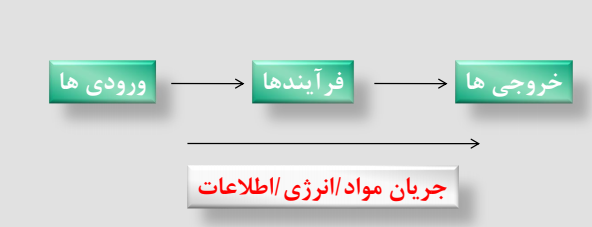 ورودی ها
فرآیندها
خروجی ها
جریان مواد/انرژی/اطلاعات